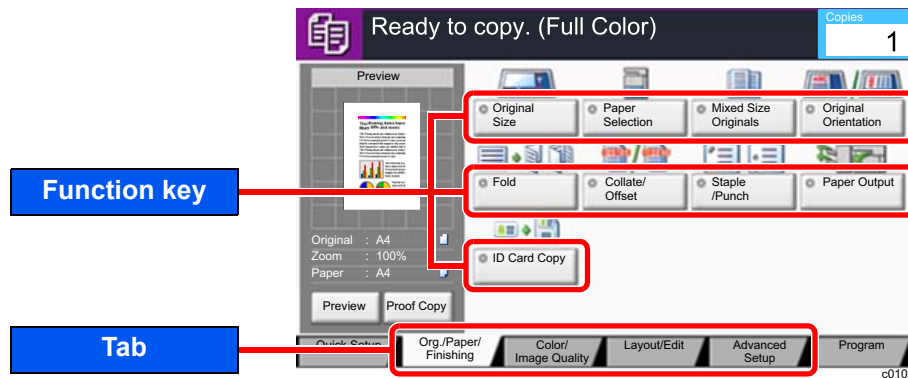 Ready to copy. (Full Color)
Copies
1
Preview
Original
Size
Paper
Selection
Mixed Size
Originals
Original
Orientation
Function key
Fold
Collate/
Offset
Staple
/Punch
Paper Output
Original : A4
Zoom : 100%
Paper : A4
ID Card Copy
Preview
Proof Copy
Tab
Quick Setup
Org./Paper/
Finishing
Color/
Image Quality
Layout/Edit
Advanced
Setup
Program
c010